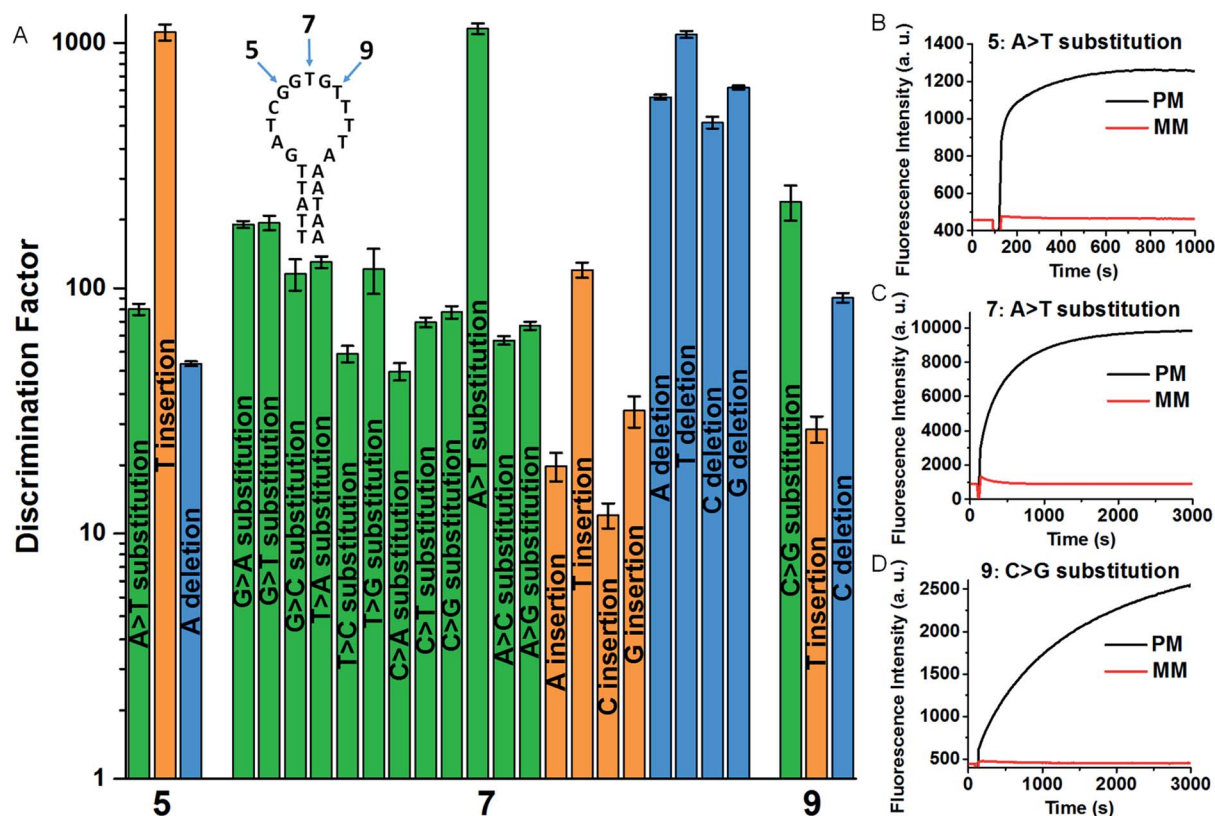 A
Discrimination Factor
1000
100
10
1
5
7
9
G G T G T
C T
T T
A T
G A
T A
T A
A T
T A
T A
A>T substitution
T insertion
A deletion
G>A substitution
G>T substitution
G>C substitution
T>A substitution
T>C substitution
T>G substitution
C>A substitution
C>T substitution
C>G substitution
A>T substitution
A>C substitution
A>G substitution
A insertion
T insertion
C insertion
G insertion
A deletion
T deletion
C deletion
G deletion
C>G substitution
T insertion
C deletion
5
7
9
B
5: A>T substitution
Fluorescence Intensity (a. u.)
1400
1200
1000
800
600
400
PM
MM
0 200 400 600 800 1000
Time (s)
C
7: A>T substitution
Fluorescence Intensity (a. u.)
10000
8000
6000
4000
2000
0
PM
MM
0 1000 2000 3000
Time (s)
D
9: C>G substitution
Fluorescence Intensity (a. u.)
2500
2000
1500
1000
500
PM
MM
0 1000 2000 3000
Time (s)